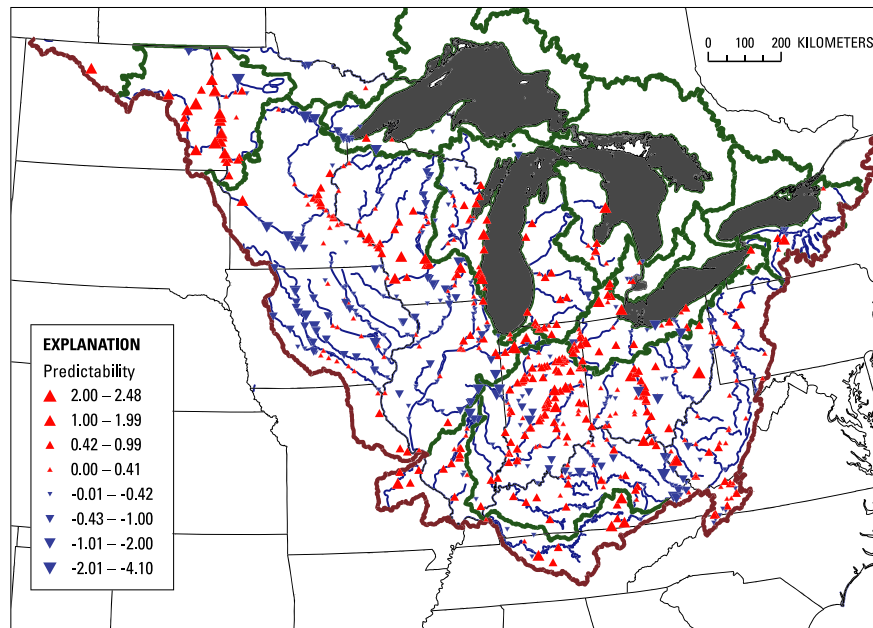 0 100 200 KILOMETERS
EXPLANATION
Predictability
2.00 – 2.48
1.00 – 1.99
0.42 – 0.99
0.00 – 0.41
-0.01 – -0.42
-0.43 – -1.00
-1.01 – -2.00
-2.01 – -4.10